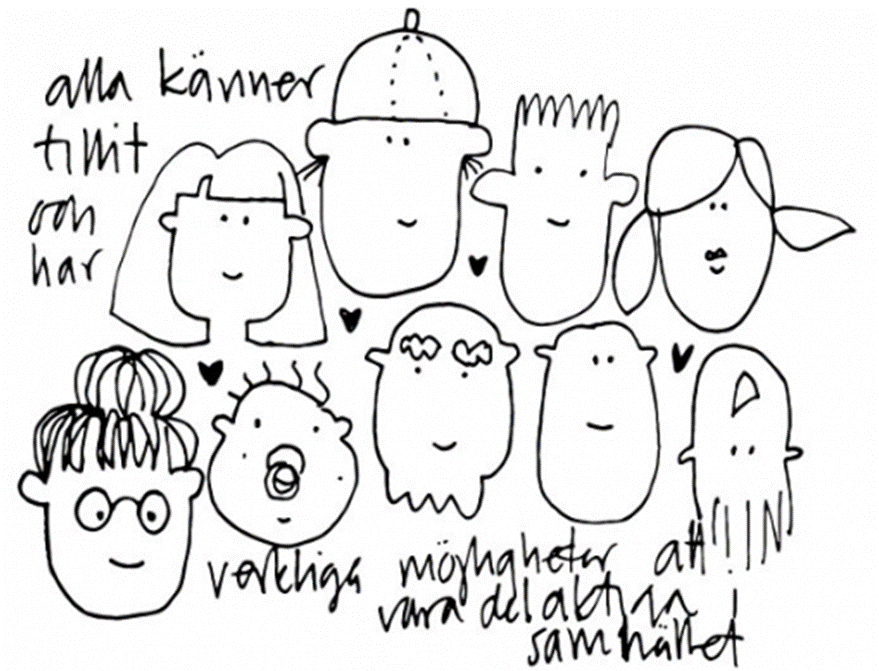 alla känner
tillit
och
har
verkliga möjligheter att
vara delaktiga i
samhället